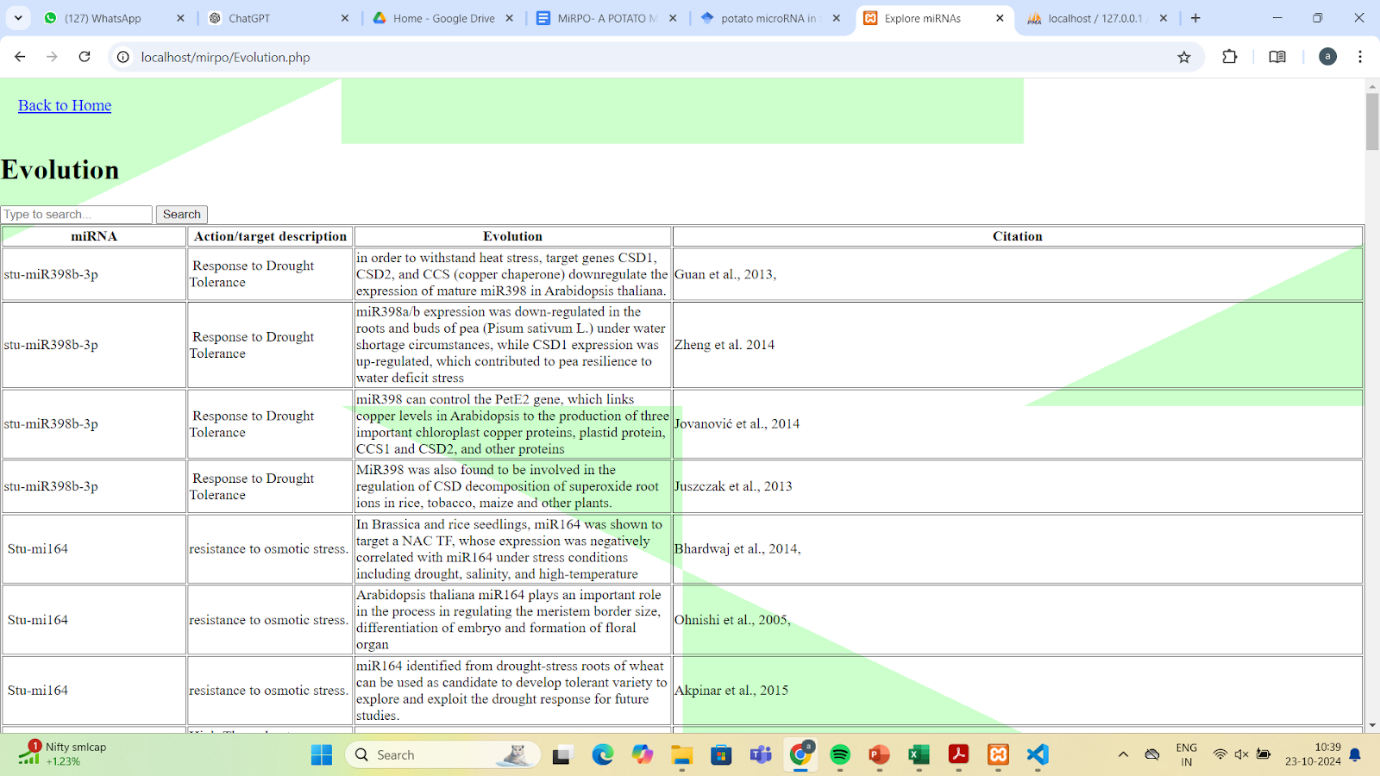 (127) WhatsApp
ChatGPT
Home - Google Drive
MiRPO- A POTATO M
potato microRNA in
Explore miRNAs
localhost / 127.0.0.1
localhost/mirpo/Evolution.php
a
Back to Home
Evolution
Type to search...
Search
miRNA Action/target description Evolution Citation
stu-miR398b-3p
Response to Drought
Tolerance
in order to withstand heat stress, target genes CSD1,
CSD2, and CCS (copper chaperone) downregulate the
expression of mature miR398 in Arabidopsis thaliana.
Guan et al., 2013,
stu-miR398b-3p
Response to Drought
Tolerance
miR398a/b expression was down-regulated in the
roots and buds of pea (Pisum sativum L.) under water
shortage circumstances, while CSD1 expression was
up-regulated, which contributed to pea resilience to
water deficit stress
Zheng et al. 2014
stu-miR398b-3p
Response to Drought
Tolerance
miR398 can control the PetE2 gene, which links
copper levels in Arabidopsis to the production of three
important chloroplast copper proteins, plastid protein,
CCS1 and CSD2, and other proteins
Jovanović et al., 2014
stu-miR398b-3p
Response to Drought
Tolerance
MiR398 was also found to be involved in the
regulation of CSD decomposition of superoxide root
ions in rice, tobacco, maize and other plants.
Juszczak et al., 2013
Stu-mi164
resistance to osmotic stress.
In Brassica and rice seedlings, miR164 was shown to
target a NAC TF, whose expression was negatively
correlated with miR164 under stress conditions
including drought, salinity, and high-temperature
Bhardwaj et al., 2014,
Stu-mi164
resistance to osmotic stress.
Arabidopsis thaliana miR164 plays an important role
in the process in regulating the meristem border size,
differentiation of embryo and formation of floral
organ
Ohnishi et al., 2005,
Stu-mi164
resistance to osmotic stress.
miR164 identified from drought-stress roots of wheat
can be used as candidate to develop tolerant variety to
explore and exploit the drought response for future
studies.
Akpinar et al., 2015
1
Nifty smlcap
+1.23%
Search
ENG
IN
10:39
23-10-2024